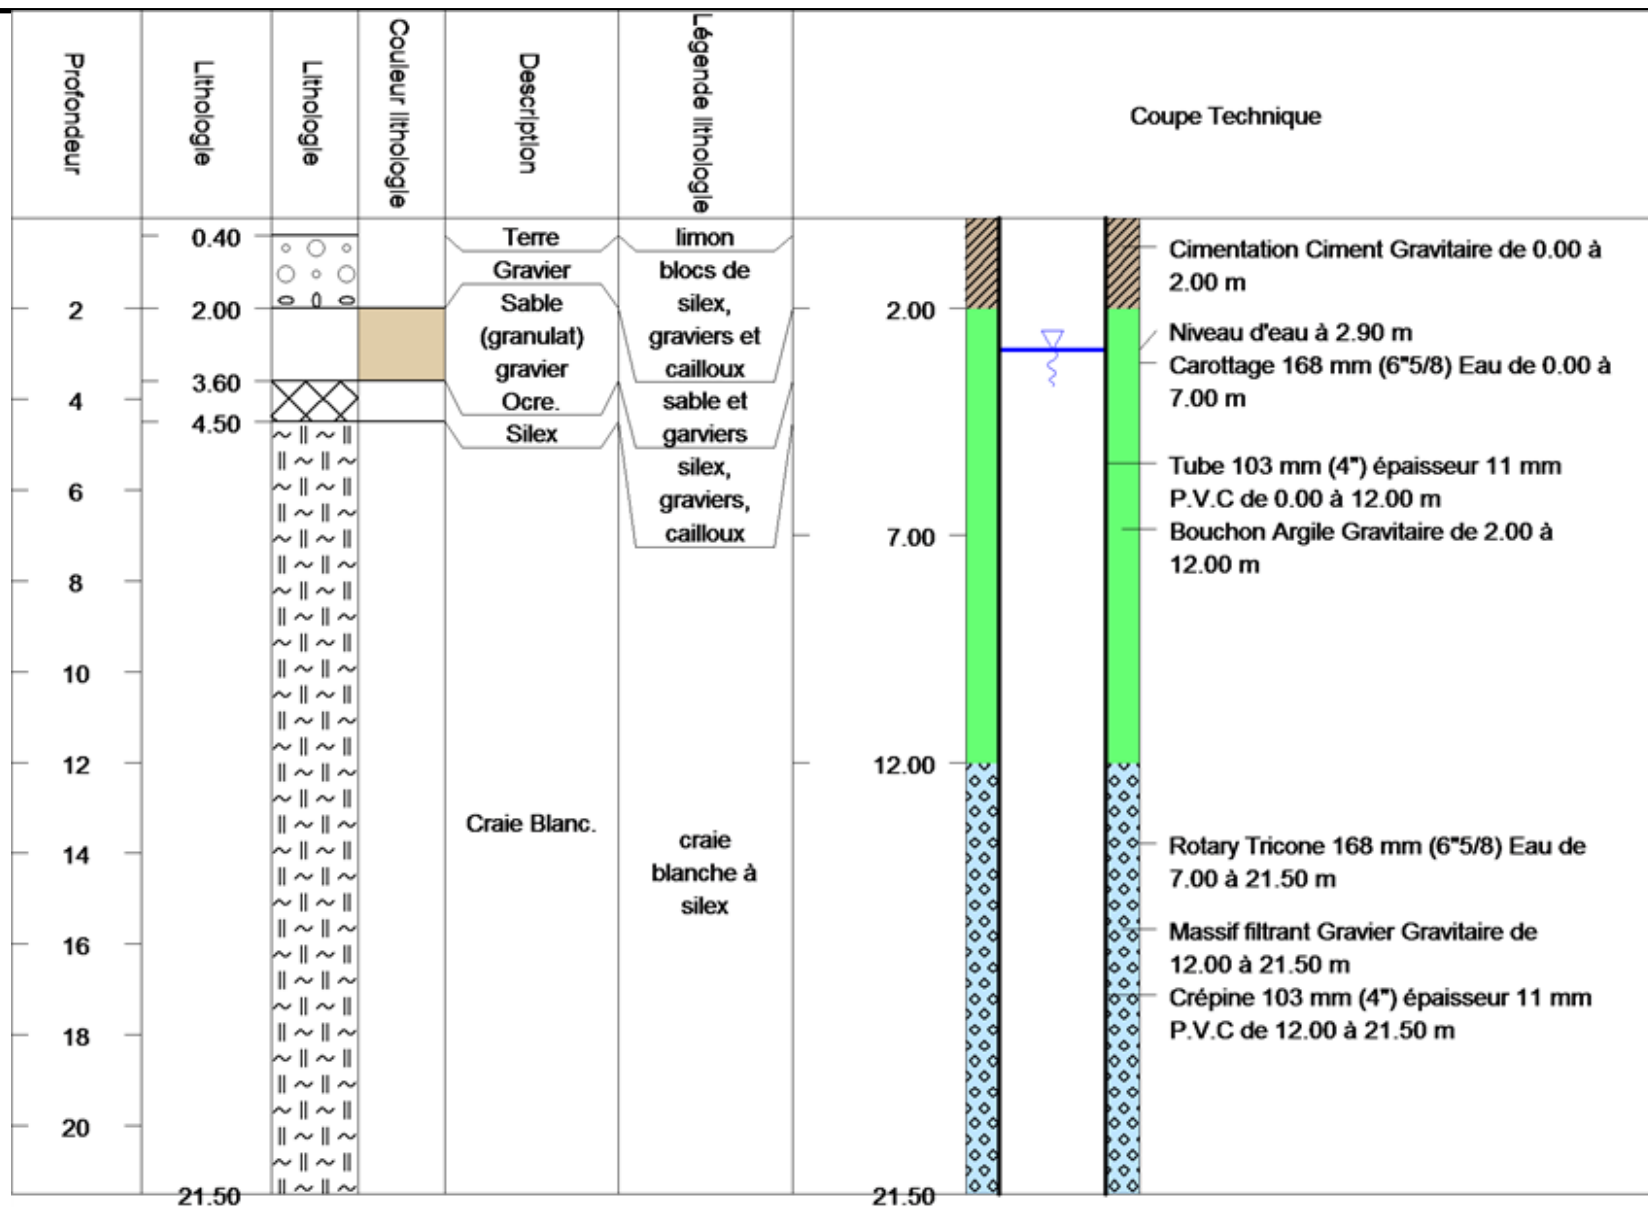 Profondeur
Lithologie
Lithologie
Couleur lithologie
Description
Légende lithologie
Coupe Technique
2
4
6
8
10
12
14
16
18
20
0.40
2.00
3.60
4.50
21.50
Terre
Gravier
Sable
(granulat)
gravier
Ocre.
Silex
Craie Blanc.
limon
blocs de
silex,
graviers et
cailloux
sable et
garviers
silex,
graviers,
cailloux
craie
blanche à
silex
2.00
7.00
12.00
21.50
Cimentation Ciment Gravitaire de 0.00 à
2.00 m
Niveau d'eau à 2.90 m
Carottage 168 mm (6"5/8) Eau de 0.00 à
7.00 m
Tube 103 mm (4") épaisseur 11 mm
P.V.C de 0.00 à 12.00 m
Bouchon Argile Gravitaire de 2.00 à
12.00 m
Rotary Tricone 168 mm (6"5/8) Eau de
7.00 à 21.50 m
Massif filtrant Gravier Gravitaire de
12.00 à 21.50 m
Crépine 103 mm (4") épaisseur 11 mm
P.V.C de 12.00 à 21.50 m